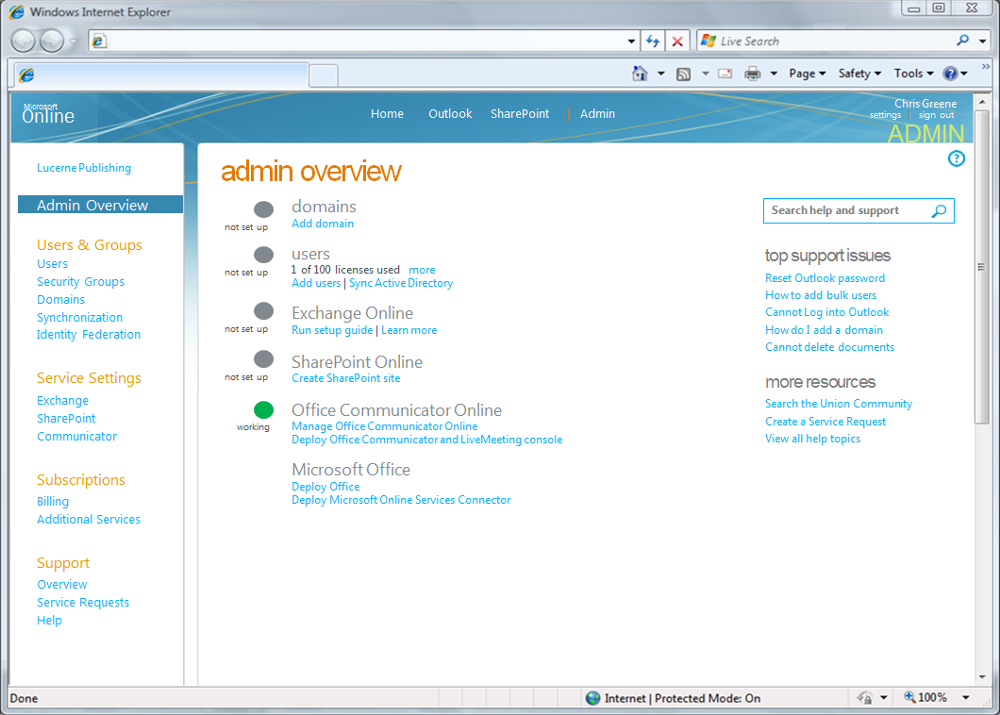 Windows Internet Explorer
Live Search
Page
Safety
Tools
»
Microsoft
Online
Home Outlook SharePoint | Admin
Chris Greene
settings | sign out
ADMIN
Lucerne Publishing
Admin Overview
Users & Groups
Users
Security Groups
Domains
Synchronization
Identity Federation
Service Settings
Exchange
SharePoint
Communicator
Subscriptions
Billing
Additional Services
Support
Overview
Service Requests
Help
admin overview
domains
not set up
Add domain
users
not set up
1 of 100 licenses used more
Add users | Sync Active Directory
Exchange Online
not set up
Run setup guide | Learn more
SharePoint Online
not set up
Create SharePoint site
Office Communicator Online
working
Manage Office Communicator Online
Deploy Office Communicator and LiveMeeting console
Microsoft Office
Deploy Office
Deploy Microsoft Online Services Connector
?
Search help and support
top support issues
Reset Outlook password
How to add bulk users
Cannot Log into Outlook
How do I add a domain
Cannot delete documents
more resources
Search the Union Community
Create a Service Request
View all help topics
Done
Internet | Protected Mode: On
100%